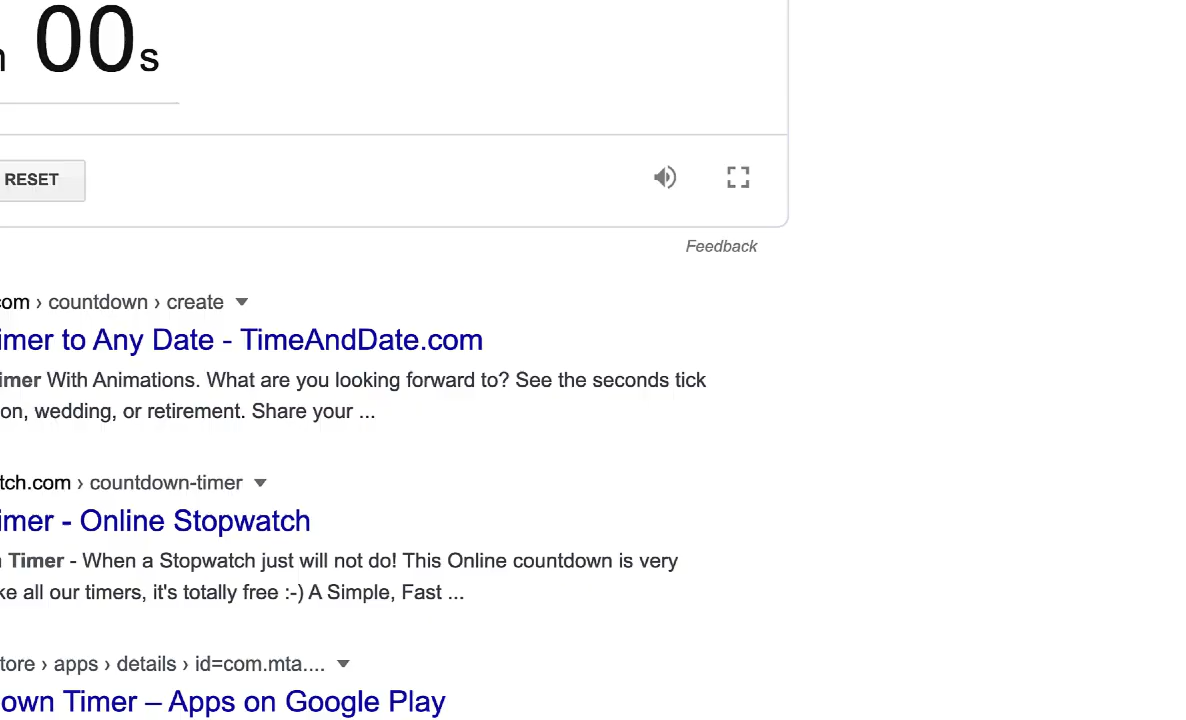 00s
RESET
Feedback
com › countdown › create
imer to Any Date - TimeAndDate.com
imer With Animations. What are you looking forward to? See the seconds tick
on, wedding, or retirement. Share your ...
tch.com › countdown-timer
imer - Online Stopwatch
Timer - When a Stopwatch just will not do! This Online countdown is very
ke all our timers, it's totally free :-) A Simple, Fast ...
tore › apps › details › id=com.mta....
own Timer – Apps on Google Play